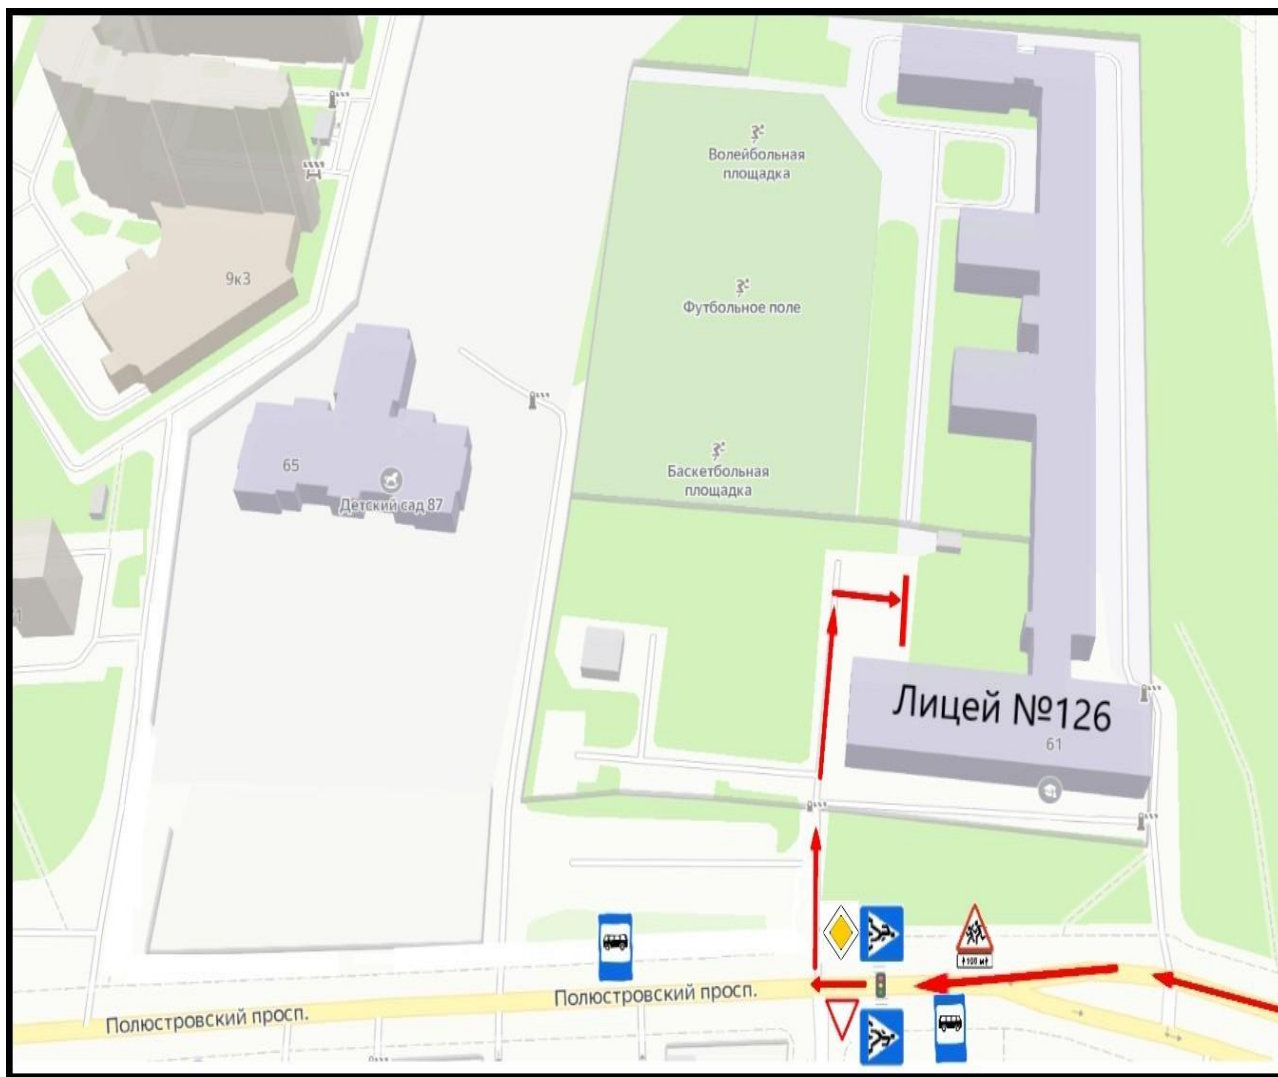 Волейбольная
площадка
9к3
Футбольное поле
Баскетбольная
площадка
65
Детский сад 87
Лицей №126
61
100 м
Полюстровский просп.
Полюстровский просп.